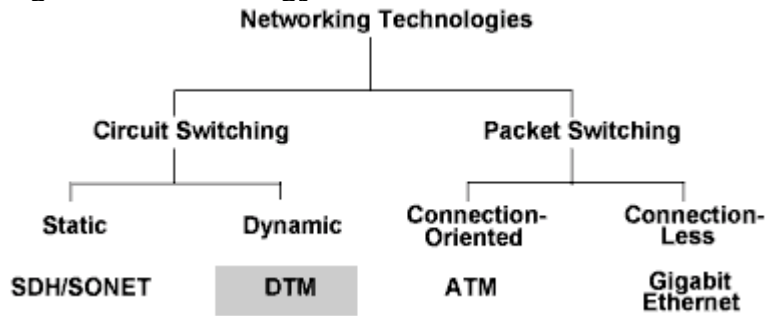 Networking Technologies
Circuit Switching
Packet Switching
Static
Dynamic
Connection-
Oriented
Connection-
Less
SDH/SONET
DTM
ATM
Gigabit
Ethernet